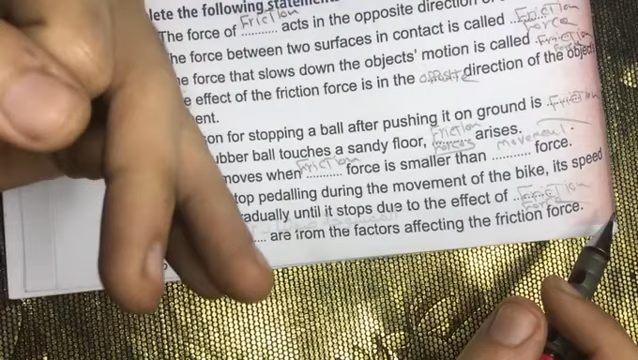 lete the following statemen
The force of Friction acts in the opposite direction
he force between two surfaces in contact is called Friction force
e force that slows down the objects' motion is called Friction force
e effect of the friction force is in the opposite direction of the objects
ent.
on for stopping a ball after pushing it on ground is Friction
ubber ball touches a sandy floor, Friction forces arises.
moves when Friction force is smaller than movement force.
top pedalling during the movement of the bike, its speed
adually until it stops due to the effect of Friction force
.... are from the factors affecting the friction force.